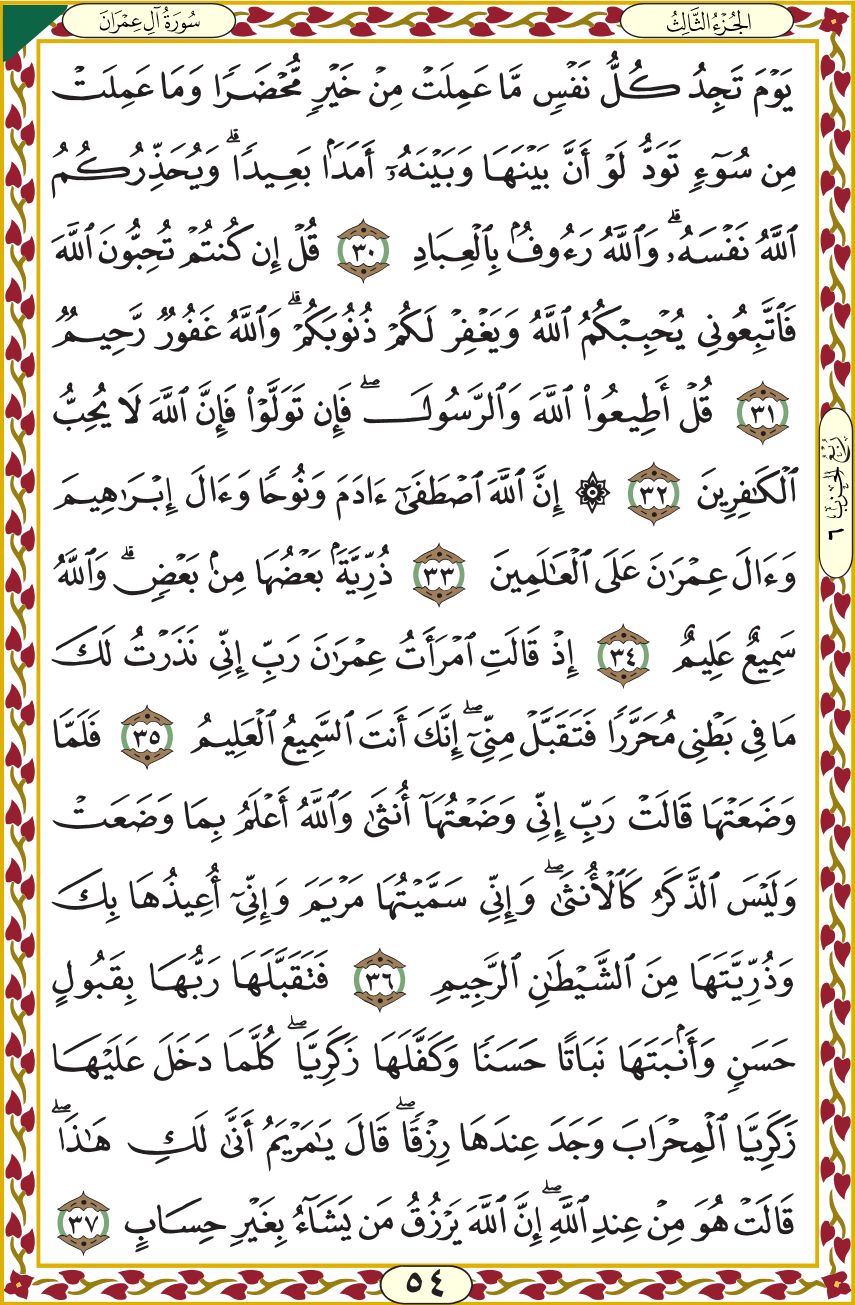 الجُزْءُ الثَّالِثُ
سُورَةُ آلِ عِمْرَانَ
يَوْمَ تَجِدُ كُلُّ نَفْسٍ مَّا عَمِلَتْ مِنْ خَيْرٍ مُّحْضَرًا وَمَا عَمِلَتْ
مِن سُوٓءٍ تَوَدُّ لَوْ أَنَّ بَيْنَهَا وَبَيْنَهُۥٓ أَمَدَۢا بَعِيدًاۗ وَيُحَذِّرُكُمُ
ٱللَّهُ نَفْسَهُۥۗ وَٱللَّهُ رَءُوفُۢ بِٱلْعِبَادِ ٣٠ قُلْ إِن كُنتُمْ تُحِبُّونَ ٱللَّهَ
فَٱتَّبِعُونِي يُحْبِبْكُمُ ٱللَّهُ وَيَغْفِرْ لَكُمْ ذُنُوبَكُمْۗ وَٱللَّهُ غَفُورٌ رَّحِيمٌ
٣١ قُلْ أَطِيعُوا۟ ٱللَّهَ وَٱلرَّسُولَۖ فَإِن تَوَلَّوْا۟ فَإِنَّ ٱللَّهَ لَا يُحِبُّ
ٱلْكَٰفِرِينَ ٣٢ ۞ إِنَّ ٱللَّهَ ٱصْطَفَىٰٓ ءَادَمَ وَنُوحًا وَءَالَ إِبْرَٰهِيمَ
وَءَالَ عِمْرَٰنَ عَلَى ٱلْعَٰلَمِينَ ٣٣ ذُرِّيَّةَۢ بَعْضُهَا مِنۢ بَعْضٍۗ وَٱللَّهُ
سَمِيعٌ عَلِيمٌ ٣٤ إِذْ قَالَتِ ٱمْرَأَتُ عِمْرَٰنَ رَبِّ إِنِّي نَذَرْتُ لَكَ
مَا فِي بَطْنِي مُحَرَّرًا فَتَقَبَّلْ مِنِّيٓۖ إِنَّكَ أَنتَ ٱلسَّمِيعُ ٱلْعَلِيمُ ٣٥ فَلَمَّا
وَضَعَتْهَا قَالَتْ رَبِّ إِنِّي وَضَعْتُهَآ أُنثَىٰ وَٱللَّهُ أَعْلَمُ بِمَا وَضَعَتْ
وَلَيْسَ ٱلذَّكَرُ كَٱلْأُنثَىٰۖ وَإِنِّي سَمَّيْتُهَا مَرْيَمَ وَإِنِّيٓ أُعِيذُهَا بِكَ
وَذُرِّيَّتَهَا مِنَ ٱلشَّيْطَٰنِ ٱلرَّجِيمِ ٣٦ فَتَقَبَّلَهَا رَبُّهَا بِقَبُولٍ
حَسَنٍ وَأَنۢبَتَهَا نَبَاتًا حَسَنًا وَكَفَّلَهَا زَكَرِيَّاۖ كُلَّمَا دَخَلَ عَلَيْهَا
زَكَرِيَّا ٱلْمِحْرَابَ وَجَدَ عِندَهَا رِزْقًاۖ قَالَ يَٰمَرْيَمُ أَنَّىٰ لَكِ هَٰذَاۖ
قَالَتْ هُوَ مِنْ عِندِ ٱللَّهِۖ إِنَّ ٱللَّهَ يَرْزُقُ مَن يَشَآءُ بِغَيْرِ حِسَابٍ ٣٧
رُبْعُ الحِزْبِ ٦
٥٤